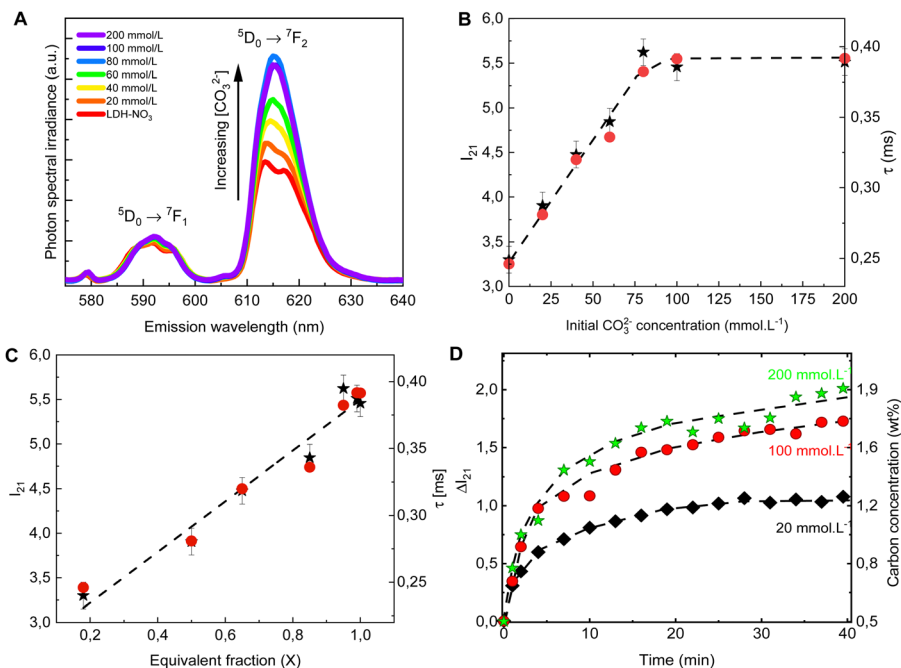 A
200 mmol/L
100 mmol/L
80 mmol/L
60 mmol/L
40 mmol/L
20 mmol/L
LDH-NO₃
⁵D₀ → ⁷F₂
⁵D₀ → ⁷F₁
Increasing [CO₃²⁻]
Photon spectral irradiance (a.u.)
580 590 600 610 620 630 640
Emission wavelength (nm)
B
6,0
5,5
5,0
4,5
4,0
3,5
3,0
I₂₁
0,40
0,35
0,30
0,25
τ (ms)
0 25 50 75 100 200
Initial CO₃²⁻ concentration (mmol.L⁻¹)
C
6,0
5,5
5,0
4,5
4,0
3,5
3,0
I₂₁
0,40
0,35
0,30
0,25
τ [ms]
0,2 0,4 0,6 0,8 1,0
Equivalent fraction (X)
D
2,0
1,5
1,0
0,5
0,0
ΔI₂₁
200 mmol.L⁻¹
100 mmol.L⁻¹
20 mmol.L⁻¹
1,9
1,6
1,2
0,8
0,5
Carbon concentration (wt%)
0 10 20 30 40
Time (min)